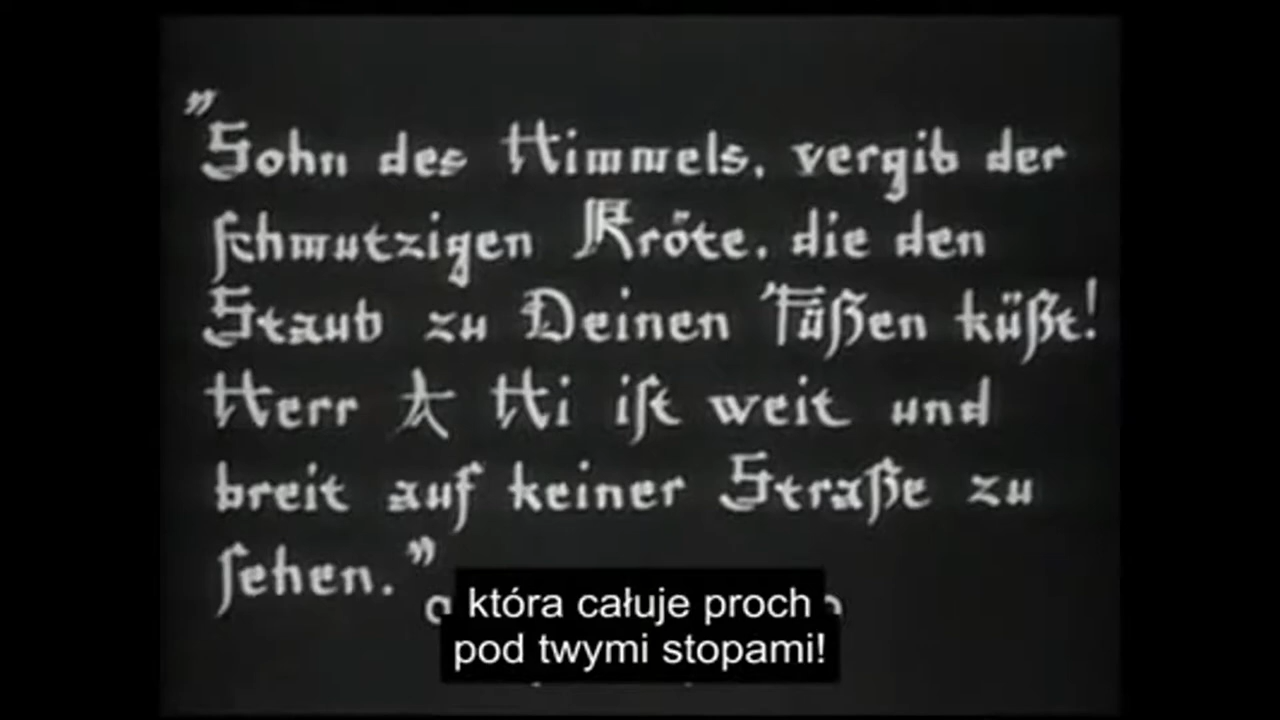 "Sohn des Himmels, vergib der
ſchmutzigen Kröte, die den
Staub zu Deinen Füßen küßt!
Herr A Hi iſt weit und
breit auf keiner Straße zu
ſehen."
która całuje proch
pod twymi stopami!